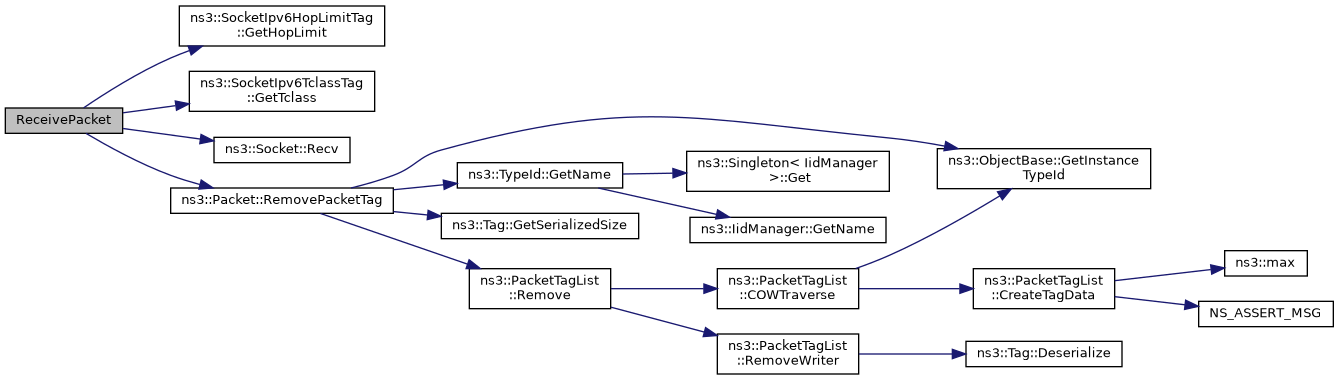 ReceivePacket
ns3::SocketIpv6HopLimitTag
::GetHopLimit
ns3::SocketIpv6TclassTag
::GetTclass
ns3::Socket::Recv
ns3::Packet::RemovePacketTag
ns3::TypeId::GetName
ns3::Tag::GetSerializedSize
ns3::PacketTagList
::Remove
ns3::Singleton< IidManager
>::Get
ns3::IidManager::GetName
ns3::PacketTagList
::COWTraverse
ns3::PacketTagList
::RemoveWriter
ns3::ObjectBase::GetInstance
TypeId
ns3::PacketTagList
::CreateTagData
ns3::Tag::Deserialize
ns3::max
NS_ASSERT_MSG